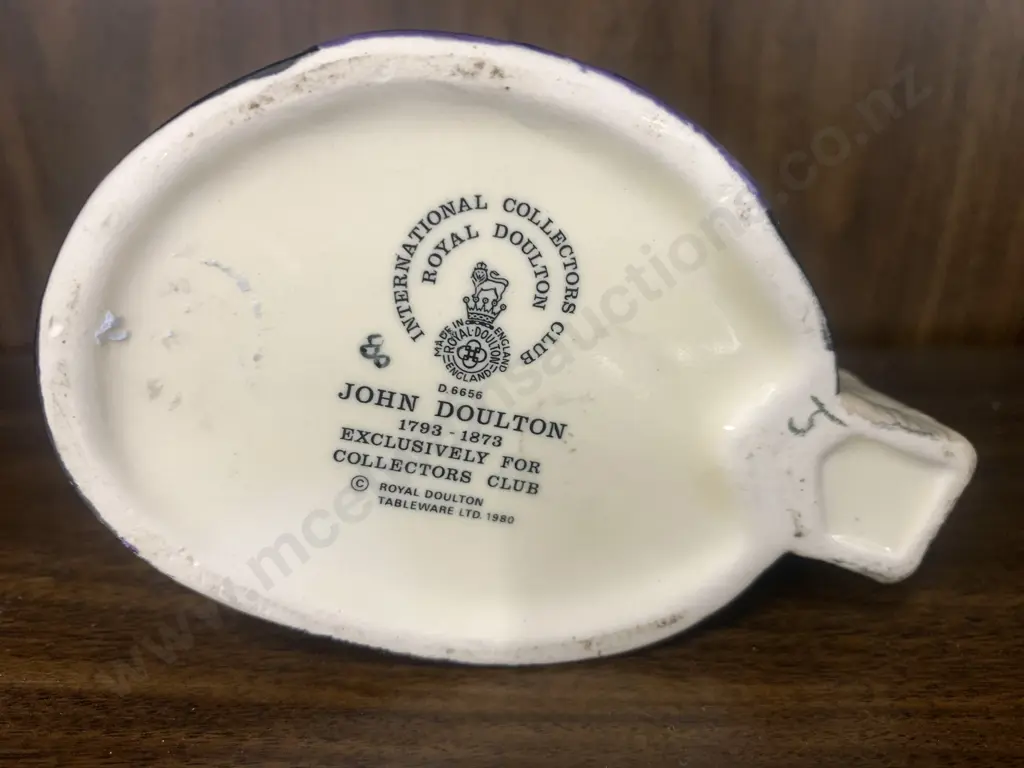 INTERNATIONAL COLLECTORS CLUB
ROYAL DOULTON
MADE IN ENGLAND
ROYAL·DOULTON
ENGLAND
D.6656
JOHN DOULTON
1793 - 1873
EXCLUSIVELY FOR
COLLECTORS CLUB
© ROYAL DOULTON
TABLEWARE LTD. 1980